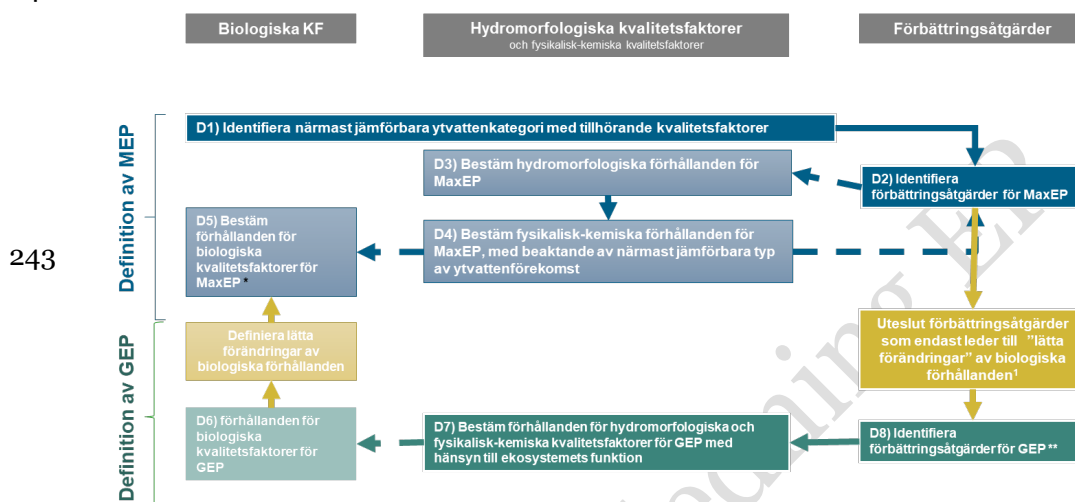 Biologiska KF
Hydromorfologiska kvalitetsfaktorer
och fysikalisk-kemiska kvalitetsfaktorer
Förbättringsåtgärder
Definition av MEP
D1) Identifiera närmast jämförbara ytvattenkategori med tillhörande kvalitetsfaktorer
D3) Bestäm hydromorfologiska förhållanden för
MaxEP
D2) Identifiera
förbättringsåtgärder för MaxEP
D5) Bestäm
förhållanden för
biologiska
kvalitetsfaktorer för
MaxEP *
D4) Bestäm fysikalisk-kemiska förhållanden för
MaxEP, med beaktande av närmast jämförbara typ
av ytvattenförekomst
243
Definition av GEP
Definiera lätta
förändringar av
biologiska förhållanden
Uteslut förbättringsåtgärder
som endast leder till ”lätta
förändringar” av biologiska
förhållanden¹
D6) förhållanden för
biologiska
kvalitetsfaktorer för
GEP
D7) Bestäm förhållanden för hydromorfologiska och
fysikalisk-kemiska kvalitetsfaktorer för GEP med
hänsyn till ekosystemets funktion
D8) Identifiera
förbättringsåtgärder för GEP **